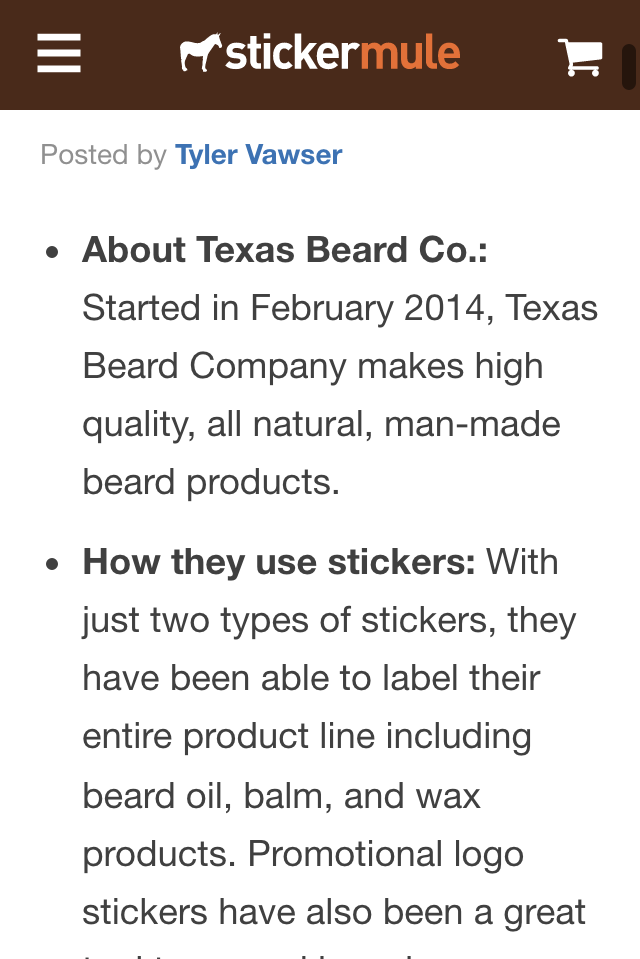 stickermule
Posted by Tyler Vawser
• About Texas Beard Co.:
Started in February 2014, Texas
Beard Company makes high
quality, all natural, man-made
beard products.
• How they use stickers: With
just two types of stickers, they
have been able to label their
entire product line including
beard oil, balm, and wax
products. Promotional logo
stickers have also been a great